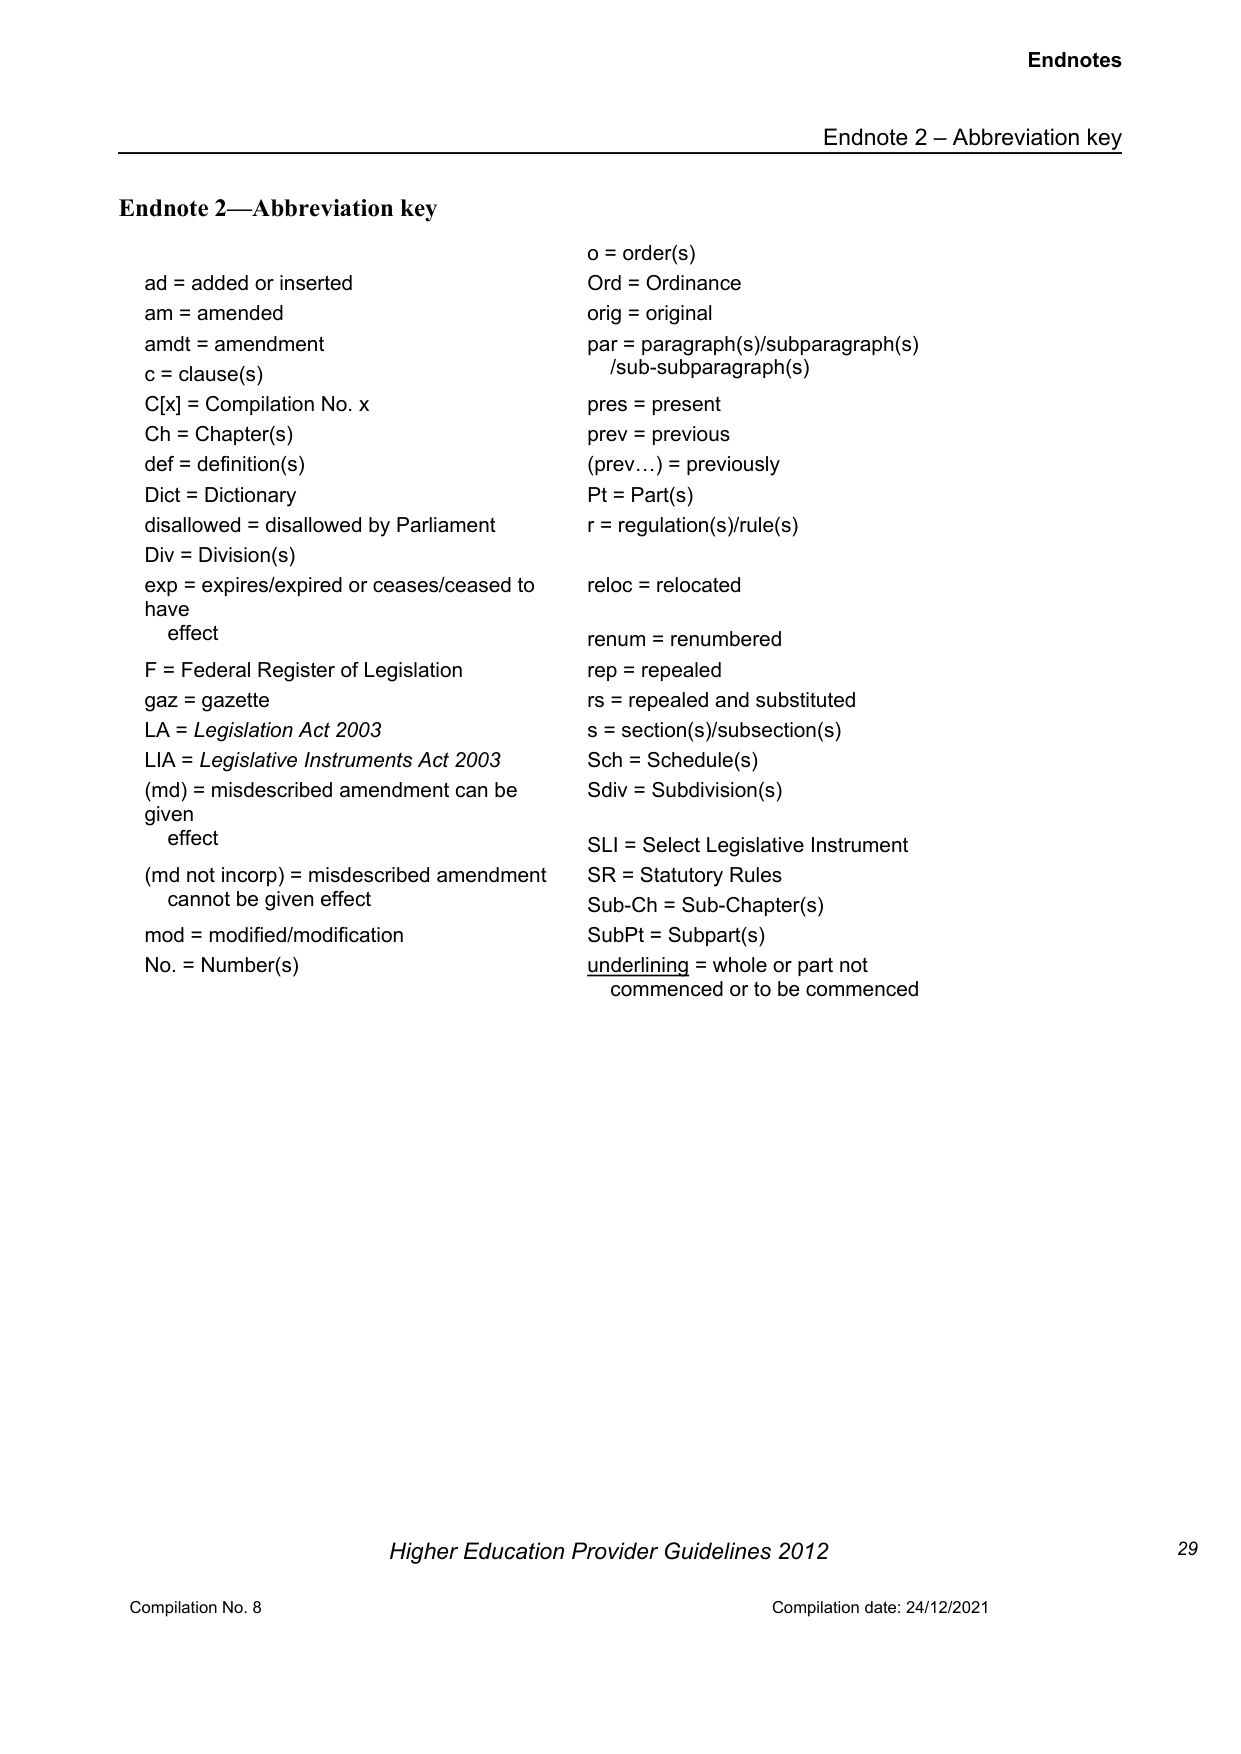 Endnotes
Endnote 2 – Abbreviation key
Endnote 2—Abbreviation key
ad = added or inserted
am = amended
amdt = amendment
c = clause(s)
C[x] = Compilation No. x
Ch = Chapter(s)
def = definition(s)
Dict = Dictionary
disallowed = disallowed by Parliament
Div = Division(s)
exp = expires/expired or ceases/ceased to
have
effect
F = Federal Register of Legislation
gaz = gazette
LA = Legislation Act 2003
LIA = Legislative Instruments Act 2003
(md) = misdescribed amendment can be
given
effect
(md not incorp) = misdescribed amendment
cannot be given effect
mod = modified/modification
No. = Number(s)
o = order(s)
Ord = Ordinance
orig = original
par = paragraph(s)/subparagraph(s)
/sub-subparagraph(s)
pres = present
prev = previous
(prev…) = previously
Pt = Part(s)
r = regulation(s)/rule(s)
reloc = relocated
renum = renumbered
rep = repealed
rs = repealed and substituted
s = section(s)/subsection(s)
Sch = Schedule(s)
Sdiv = Subdivision(s)
SLI = Select Legislative Instrument
SR = Statutory Rules
Sub-Ch = Sub-Chapter(s)
SubPt = Subpart(s)
underlining = whole or part not
commenced or to be commenced
Higher Education Provider Guidelines 2012
29
Compilation No. 8
Compilation date: 24/12/2021